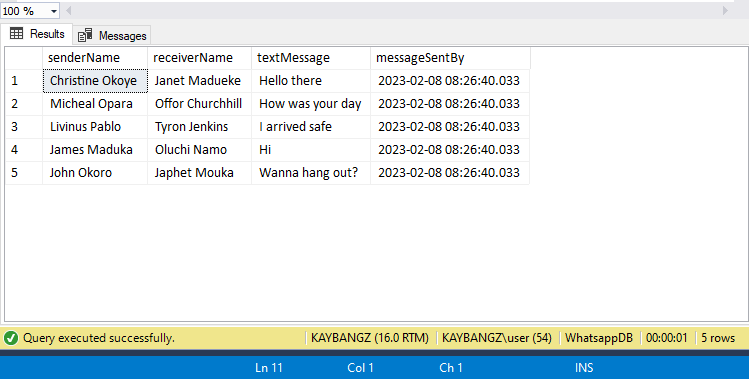 100 %
Results Messages
senderName receiverName textMessage messageSentBy
1 Christine Okoye Janet Madueke Hello there 2023-02-08 08:26:40.033
2 Micheal Opara Offor Churchhill How was your day 2023-02-08 08:26:40.033
3 Livinus Pablo Tyron Jenkins I arrived safe 2023-02-08 08:26:40.033
4 James Maduka Oluchi Namo Hi 2023-02-08 08:26:40.033
5 John Okoro Japhet Mouka Wanna hang out? 2023-02-08 08:26:40.033
Query executed successfully. KAYBANGZ (16.0 RTM) KAYBANGZ\user (54) WhatsappDB 00:00:01 5 rows
Ln 11 Col 1 Ch 1 INS